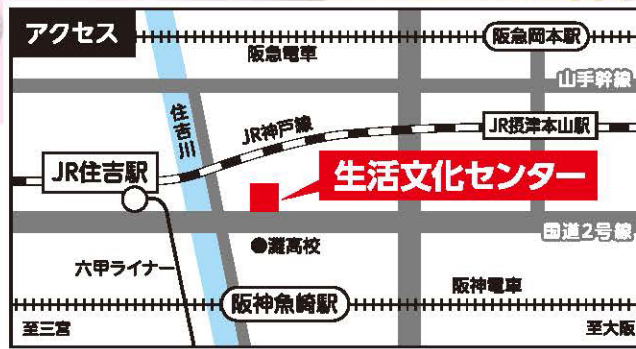 アクセス
阪急電車
阪急岡本駅
山手幹線
住吉川
JR神戸線
JR摂津本山駅
JR住吉駅
生活文化センター
国道2号線
●灘高校
六甲ライナー
阪神電車
阪神魚崎駅
至三宮
至大阪